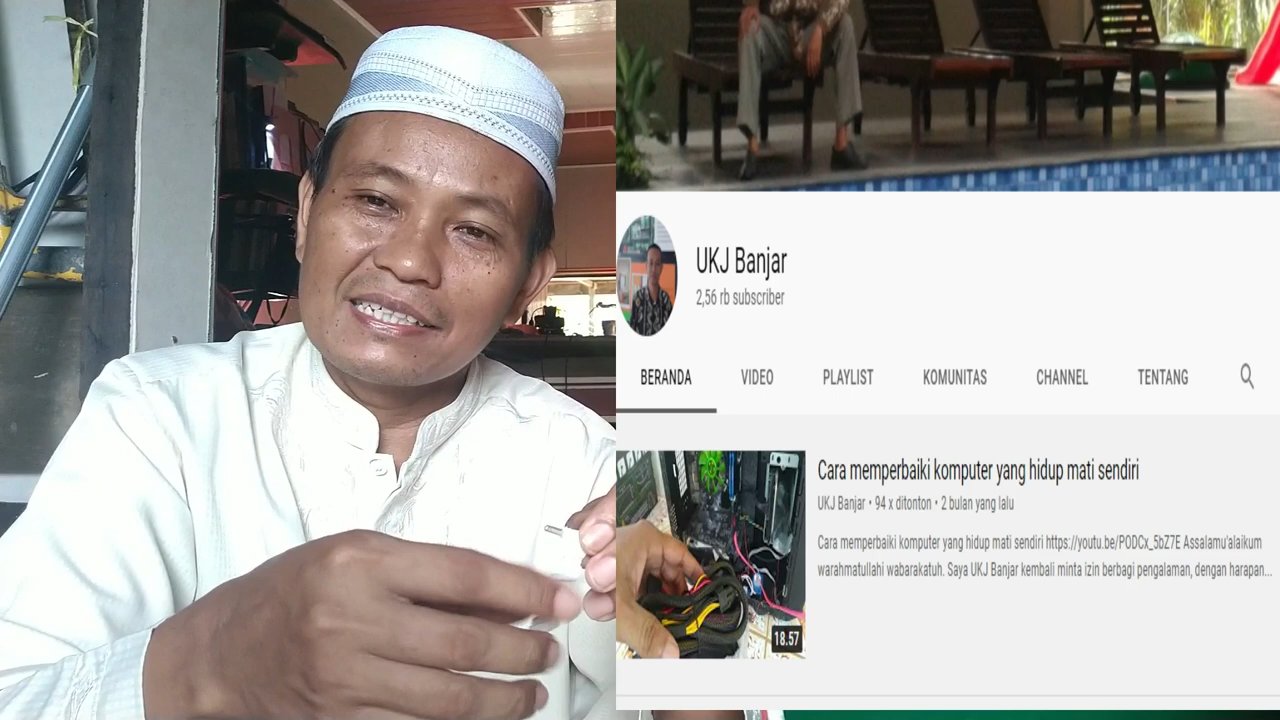 UKJ Banjar
2,56 rb subscriber
BERANDA VIDEO PLAYLIST KOMUNITAS CHANNEL TENTANG
Cara memperbaiki komputer yang hidup mati sendiri
UKJ Banjar • 94 x ditonton • 2 bulan yang lalu
Cara memperbaiki komputer yang hidup mati sendiri https://youtu.be/PODCx_5bZ7E Assalamu'alaikum
warahmatullahi wabarakatuh. Saya UKJ Banjar kembali minta izin berbagi pengalaman, dengan harapan...
18.57